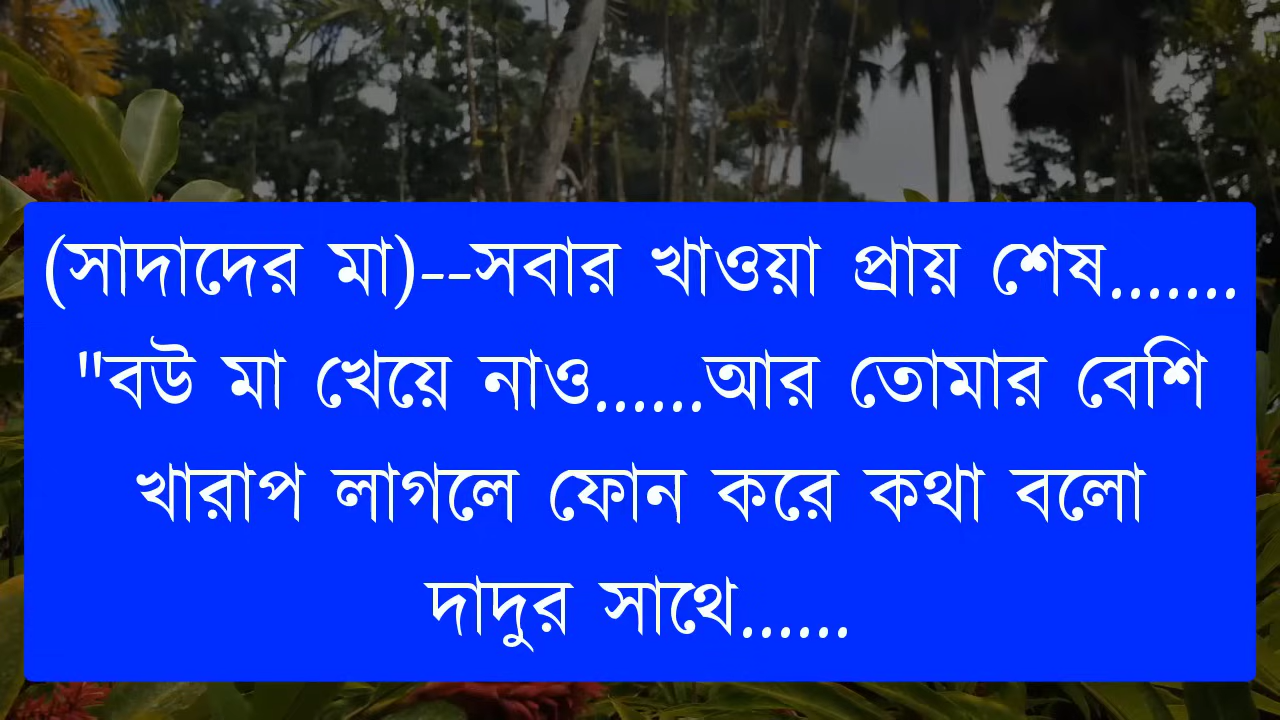 (সাদাদের মা)--সবার খাওয়া প্রায় শেষ.......
"বউ মা খেয়ে নাও......আর তোমার বেশি
খারাপ লাগলে ফোন করে কথা বলো
দাদুর সাথে......